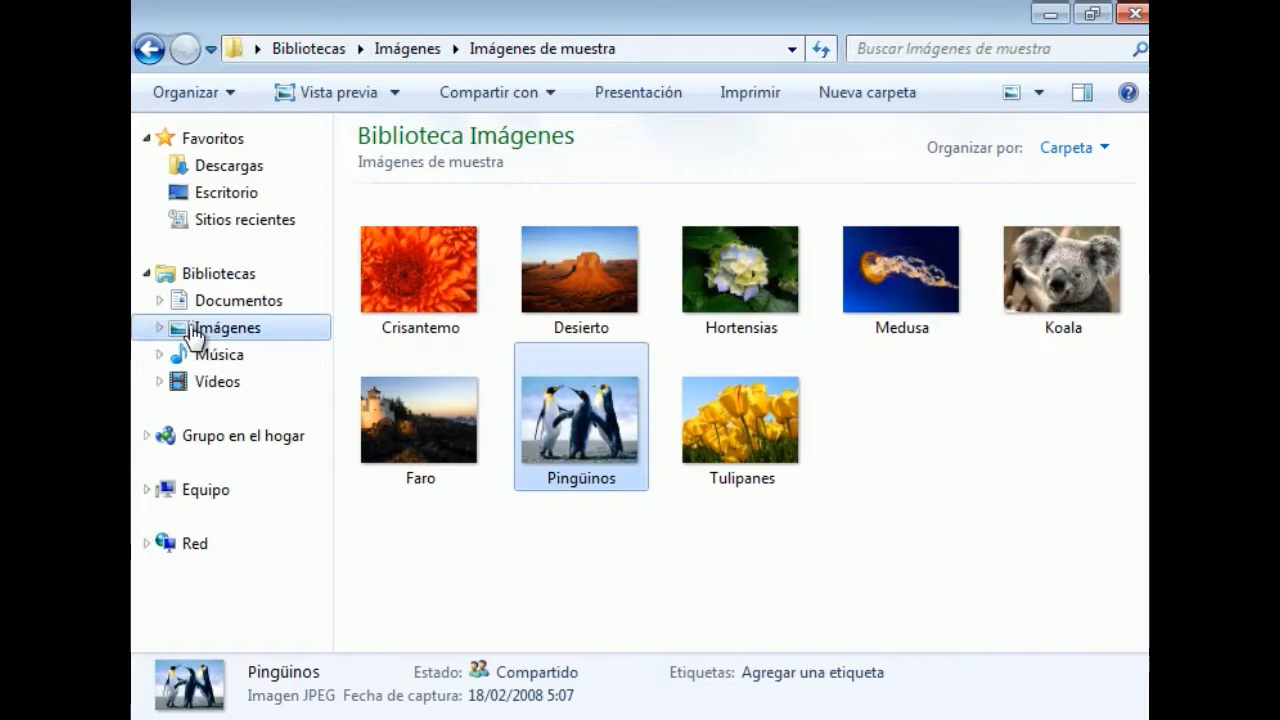 Bibliotecas Imágenes Imágenes de muestra Buscar Imágenes de muestra
Organizar Vista previa Compartir con Presentación Imprimir Nueva carpeta
Favoritos
Descargas
Escritorio
Sitios recientes
Bibliotecas
Documentos
Imágenes
Música
Vídeos
Grupo en el hogar
Equipo
Red
Biblioteca Imágenes
Imágenes de muestra
Organizar por: Carpeta
Crisantemo Desierto Hortensias Medusa Koala
Faro Pingüinos Tulipanes
Pingüinos Estado: Compartido Etiquetas: Agregar una etiqueta
Imagen JPEG Fecha de captura: 18/02/2008 5:07